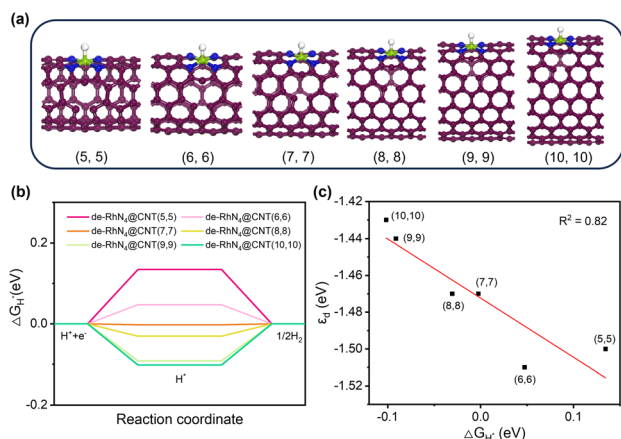 (a)
(5, 5) (6, 6) (7, 7) (8, 8) (9, 9) (10, 10)
(b)
de-RhN₄@CNT(5,5) de-RhN₄@CNT(6,6)
de-RhN₄@CNT(7,7) de-RhN₄@CNT(8,8)
de-RhN₄@CNT(9,9) de-RhN₄@CNT(10,10)
0.2
0.0
-0.2
△G_H* (eV)
H⁺+e⁻
H*
1/2H₂
Reaction coordinate
(c)
R² = 0.82
-1.42
-1.44
-1.46
-1.48
-1.50
-1.52
ε_d (eV)
(10,10)
(9,9)
(7,7)
(8,8)
(5,5)
(6,6)
-0.1 0.0 0.1
△G_H* (eV)